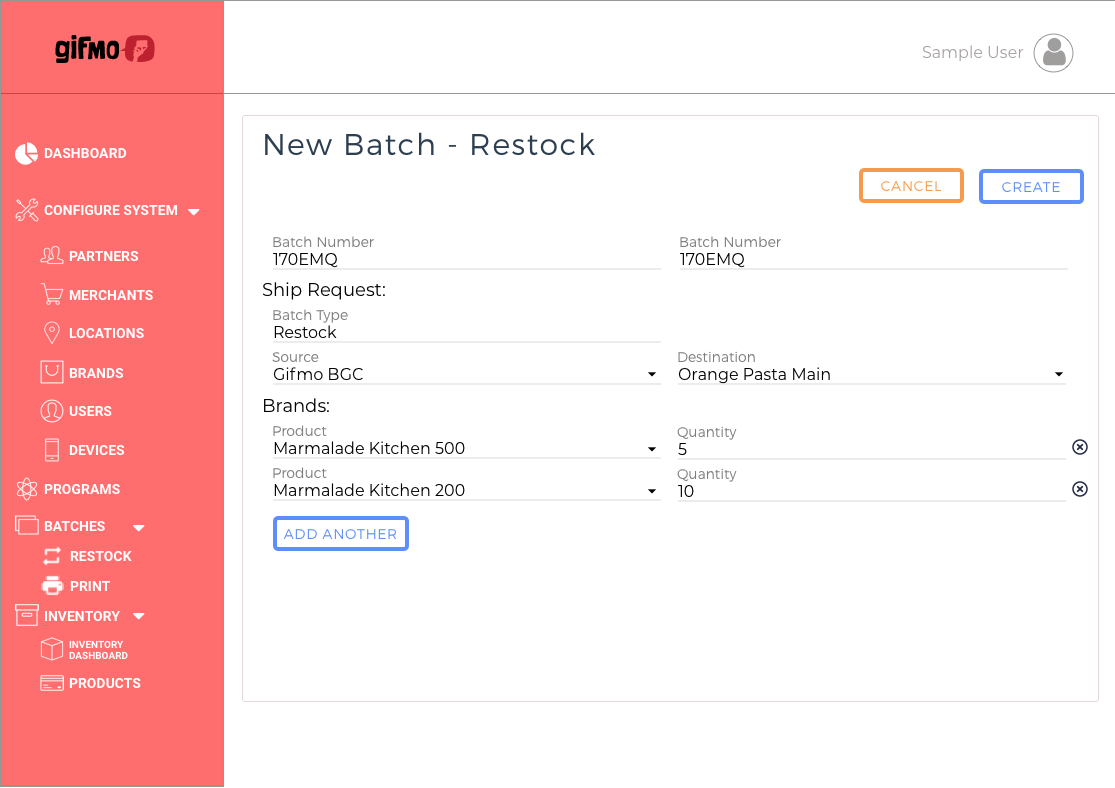 gifmo
Sample User
DASHBOARD
CONFIGURE SYSTEM
PARTNERS
MERCHANTS
LOCATIONS
BRANDS
USERS
DEVICES
PROGRAMS
BATCHES
RESTOCK
PRINT
INVENTORY
INVENTORY
DASHBOARD
PRODUCTS
New Batch - Restock
CANCEL
CREATE
Batch Number
170EMQ
Batch Number
170EMQ
Ship Request:
Batch Type
Restock
Source
Gifmo BGC
Destination
Orange Pasta Main
Brands:
Product
Marmalade Kitchen 500
Quantity
5
Product
Marmalade Kitchen 200
Quantity
10
ADD ANOTHER